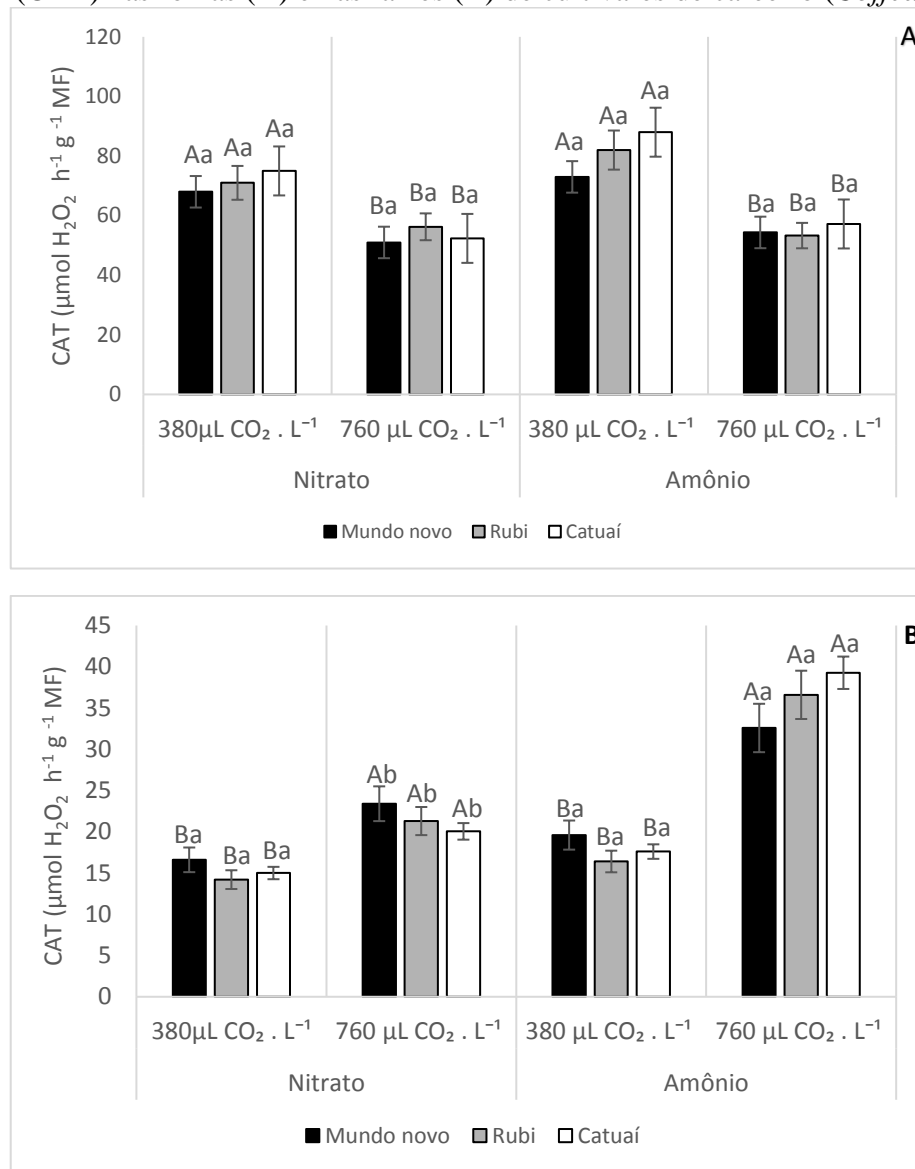 120
100
80
60
40
20
0
CAT (µmol H₂O₂ h⁻¹ g ⁻¹ MF)
A
Aa Aa Aa
Ba Ba Ba
Aa Aa Aa
Ba Ba Ba
380µL CO₂ . L⁻¹ 760 µL CO₂ . L⁻¹ 380 µL CO₂ . L⁻¹ 760 µL CO₂ . L⁻¹
Nitrato Amônio
Mundo novo Rubi Catuaí
45
40
35
30
25
20
15
10
5
0
CAT (µmol H₂O₂ h⁻¹ g ⁻¹ MF)
B
Ba Ba Ba
Ab Ab Ab
Ba Ba Ba
Aa Aa Aa
380µL CO₂ . L⁻¹ 760 µL CO₂ . L⁻¹ 380 µL CO₂ . L⁻¹ 760 µL CO₂ . L⁻¹
Nitrato Amônio
Mundo novo Rubi Catuaí